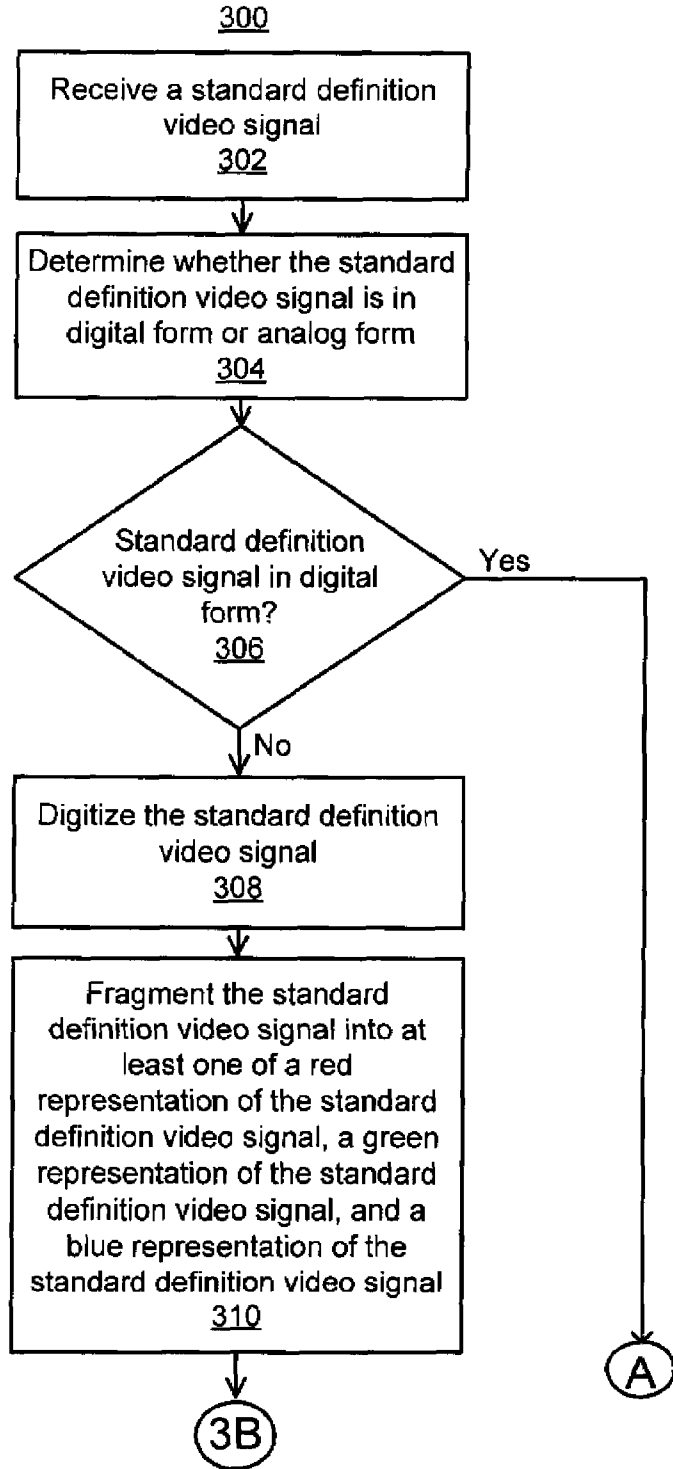 300
Receive a standard definition
video signal
302
Determine whether the standard
definition video signal is in
digital form or analog form
304
Standard definition
video signal in digital
form?
306
Yes
No
Digitize the standard definition
video signal
308
Fragment the standard
definition video signal into at
least one of a red
representation of the standard
definition video signal, a green
representation of the standard
definition video signal, and a
blue representation of the
standard definition video signal
310
A
3B